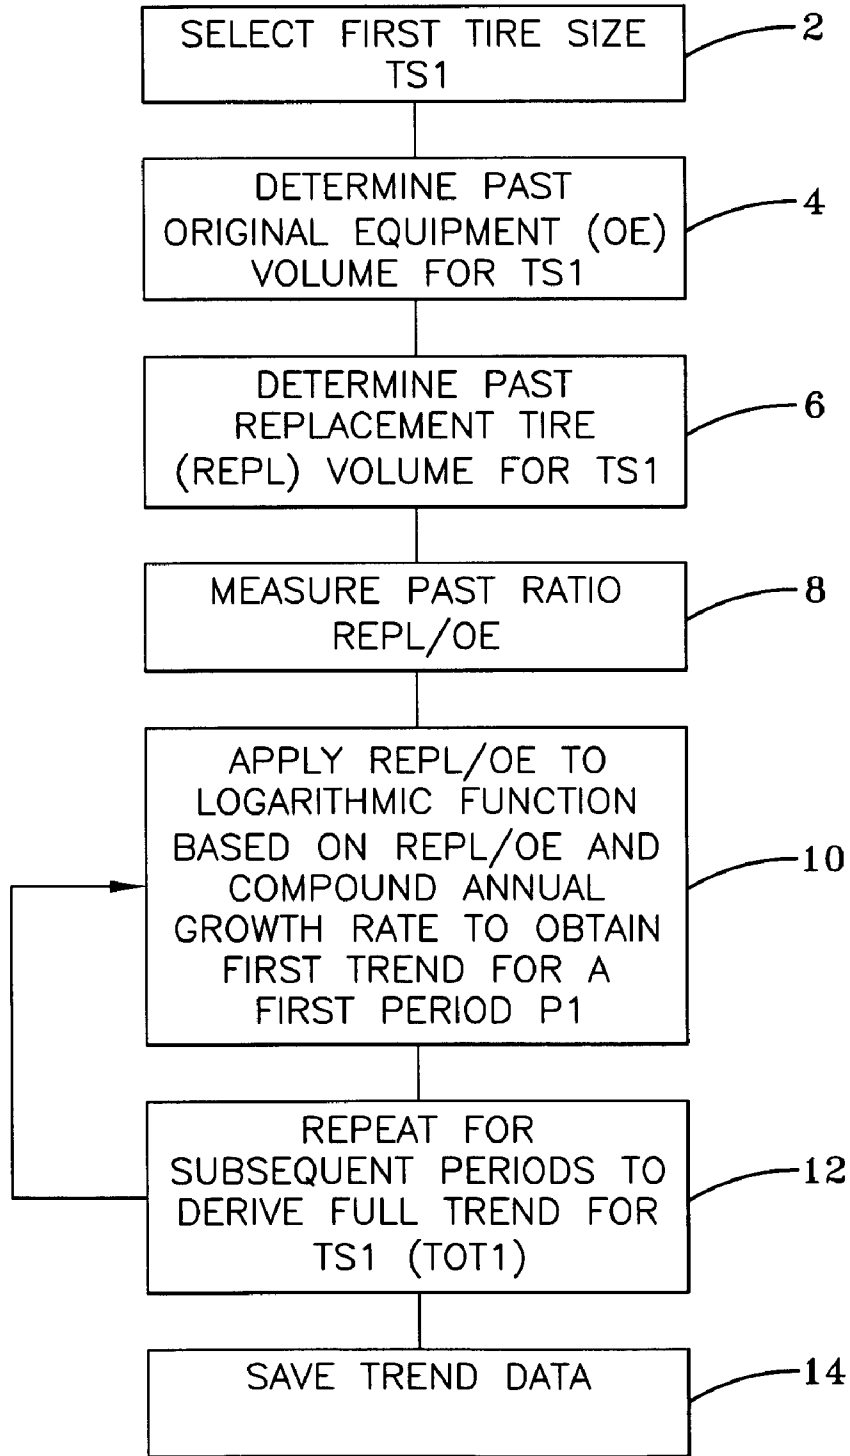 SELECT FIRST TIRE SIZE
TS1
2
DETERMINE PAST
ORIGINAL EQUIPMENT (OE)
VOLUME FOR TS1
4
DETERMINE PAST
REPLACEMENT TIRE
(REPL) VOLUME FOR TS1
6
MEASURE PAST RATIO
REPL/OE
8
APPLY REPL/OE TO
LOGARITHMIC FUNCTION
BASED ON REPL/OE AND
COMPOUND ANNUAL
GROWTH RATE TO OBTAIN
FIRST TREND FOR A
FIRST PERIOD P1
10
REPEAT FOR
SUBSEQUENT PERIODS TO
DERIVE FULL TREND FOR
TS1 (TOT1)
12
SAVE TREND DATA
14